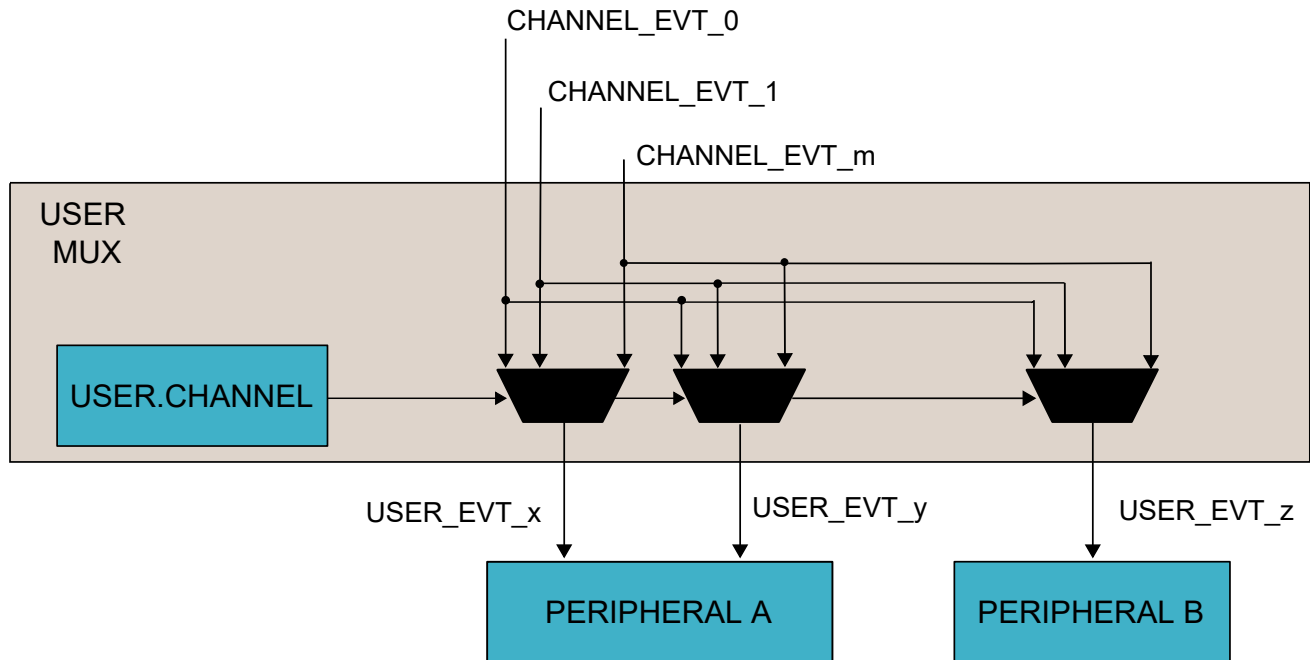 CHANNEL_EVT_0
CHANNEL_EVT_1
CHANNEL_EVT_m
USER
MUX
USER.CHANNEL
USER_EVT_x
USER_EVT_y
USER_EVT_z
PERIPHERAL A
PERIPHERAL B